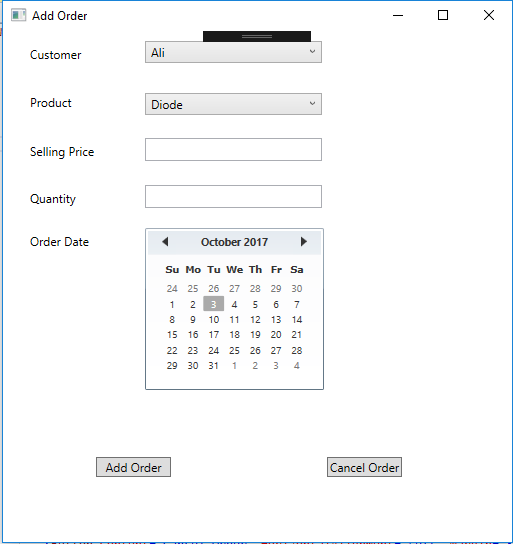 Add Order
Customer
Ali
Product
Diode
Selling Price
Quantity
Order Date
October 2017
Su Mo Tu We Th Fr Sa
24 25 26 27 28 29 30
1 2 3 4 5 6 7
8 9 10 11 12 13 14
15 16 17 18 19 20 21
22 23 24 25 26 27 28
29 30 31 1 2 3 4
Add Order
Cancel Order